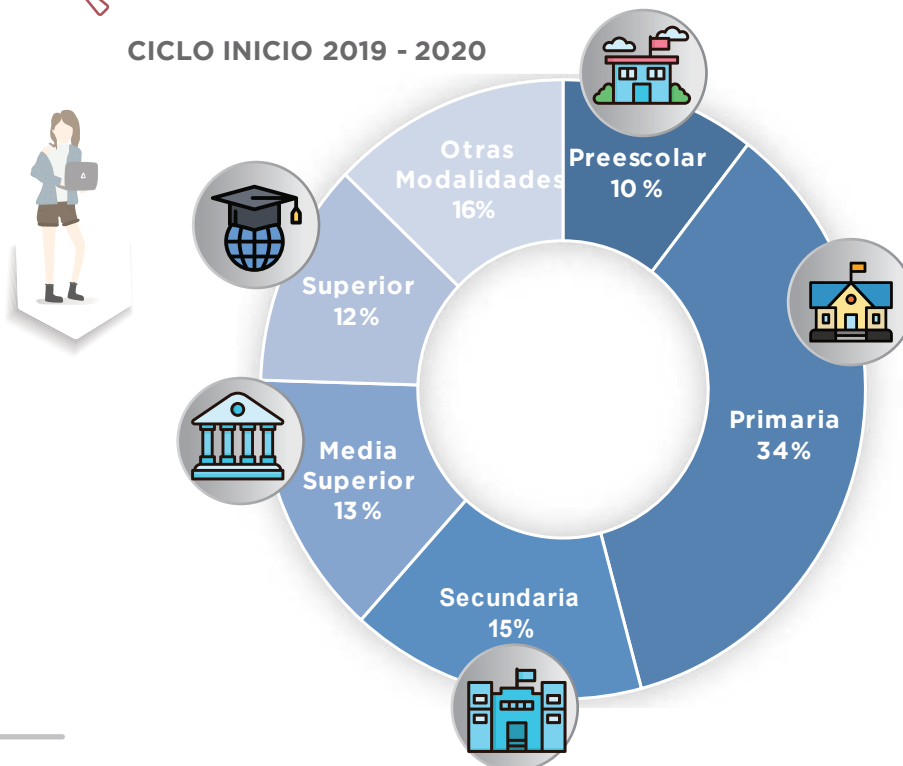 CICLO INICIO 2019 - 2020
Otras
Modalidades
16%
Preescolar
10 %
Superior
12%
Primaria
34%
Media
Superior
13%
Secundaria
15%